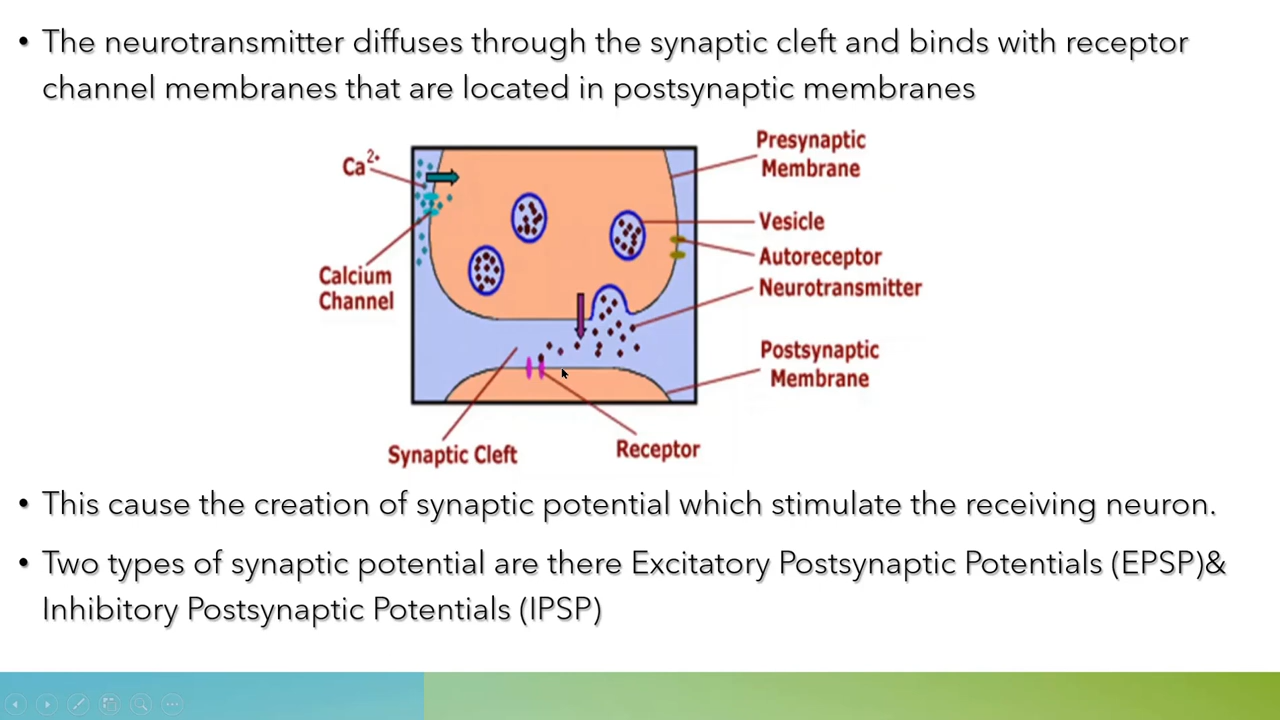 • The neurotransmitter diffuses through the synaptic cleft and binds with receptor
channel membranes that are located in postsynaptic membranes
Ca2+
Calcium
Channel
Presynaptic
Membrane
Vesicle
Autoreceptor
Neurotransmitter
Postsynaptic
Membrane
Synaptic Cleft
Receptor
• This cause the creation of synaptic potential which stimulate the receiving neuron.
• Two types of synaptic potential are there Excitatory Postsynaptic Potentials (EPSP)&
Inhibitory Postsynaptic Potentials (IPSP)